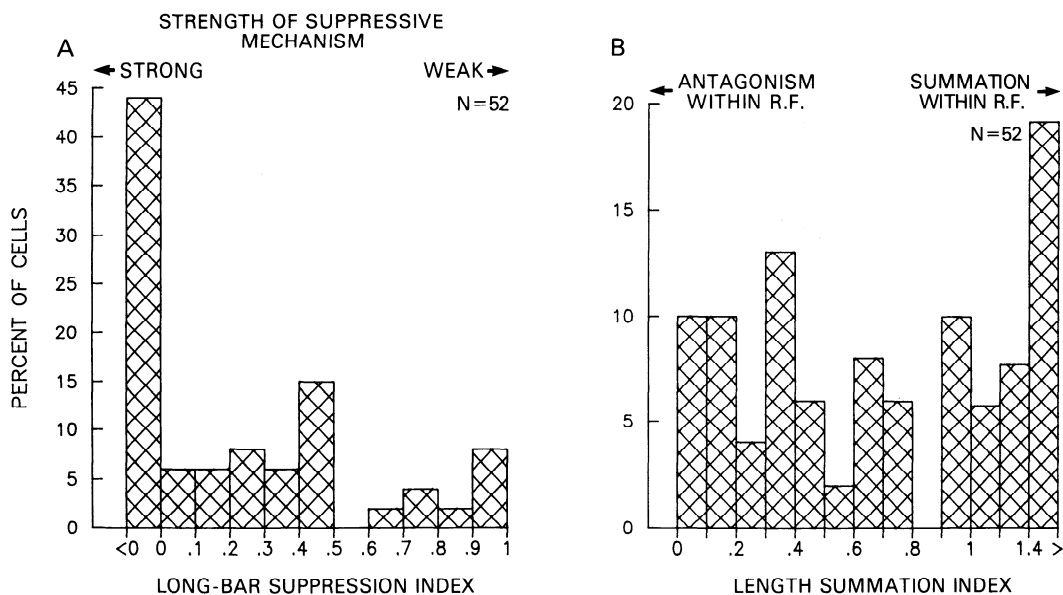 A
STRENGTH OF SUPPRESSIVE
MECHANISM
← STRONG
WEAK →
N=52
PERCENT OF CELLS
45
40
35
30
25
20
15
10
5
0
<0 0 .1 .2 .3 .4 .5 .6 .7 .8 .9 1
LONG-BAR SUPPRESSION INDEX
B
← ANTAGONISM
WITHIN R.F.
SUMMATION →
WITHIN R.F.
N=52
20
15
10
5
0
0 .2 .4 .6 .8 1 1.4 >
LENGTH SUMMATION INDEX